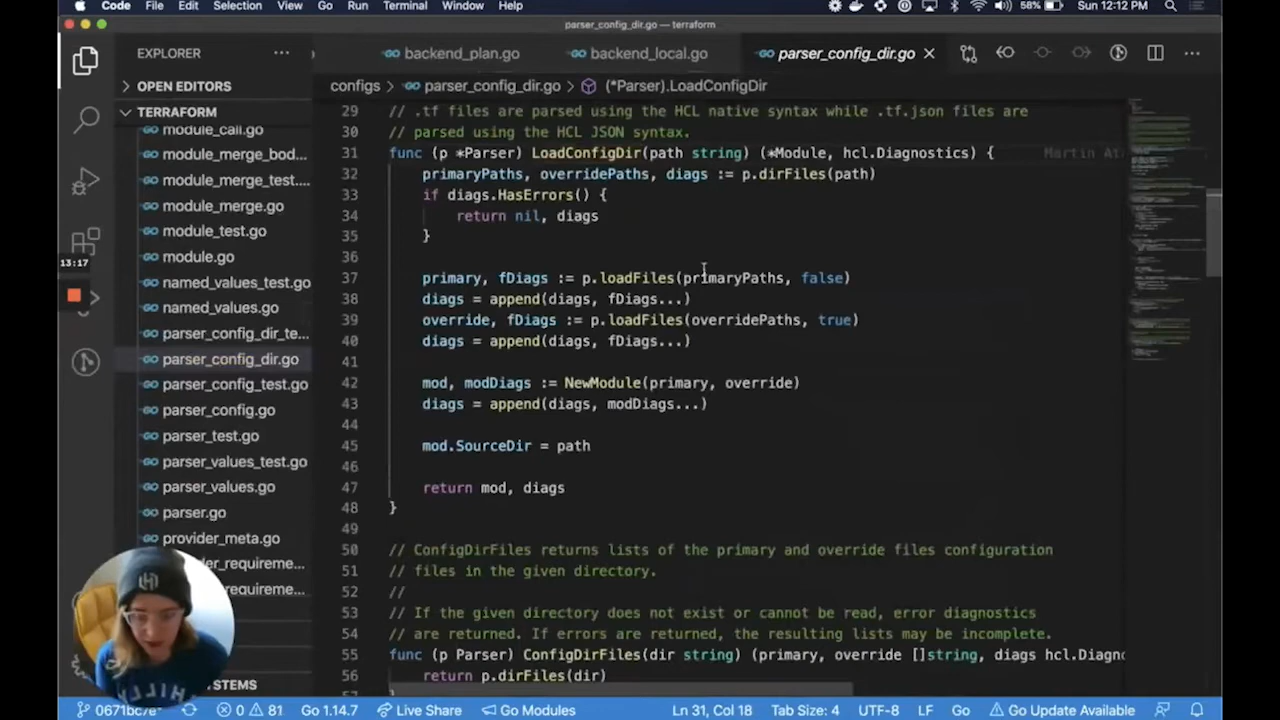 Code File Edit Selection View Go Run Terminal Window Help 58% Sun 12:12 PM
parser_config_dir.go — terraform
EXPLORER
backend_plan.go backend_local.go parser_config_dir.go
configs > parser_config_dir.go > (*Parser).LoadConfigDir
OPEN EDITORS
TERRAFORM
module_call.go
module_merge_bod...
module_merge_test....
module_merge.go
module_test.go
module.go
named_values_test.go
named_values.go
parser_config_dir_te...
parser_config_dir.go
parser_config_test.go
parser_config.go
parser_test.go
parser_values_test.go
parser_values.go
parser.go
provider_meta.go
der_requireme...
requireme...
STEMS
13:17
29 // .tf files are parsed using the HCL native syntax while .tf.json files are
30 // parsed using the HCL JSON syntax.
31 func (p *Parser) LoadConfigDir(path string) (*Module, hcl.Diagnostics) { Martin At
32 primaryPaths, overridePaths, diags := p.dirFiles(path)
33 if diags.HasErrors() {
34 return nil, diags
35 }
36
37 primary, fDiags := p.loadFiles(primaryPaths, false)
38 diags = append(diags, fDiags...)
39 override, fDiags := p.loadFiles(overridePaths, true)
40 diags = append(diags, fDiags...)
41
42 mod, modDiags := NewModule(primary, override)
43 diags = append(diags, modDiags...)
44
45 mod.SourceDir = path
46
47 return mod, diags
48 }
49
50 // ConfigDirFiles returns lists of the primary and override files configuration
51 // files in the given directory.
52 //
53 // If the given directory does not exist or cannot be read, error diagnostics
54 // are returned. If errors are returned, the resulting lists may be incomplete.
55 func (p Parser) ConfigDirFiles(dir string) (primary, override []string, diags hcl.Diagno
56 return p.dirFiles(dir)
57 }
0671bc7e* 0 81 Go 1.14.7 Live Share Go Modules Ln 31, Col 18 Tab Size: 4 UTF-8 LF Go Go Update Available